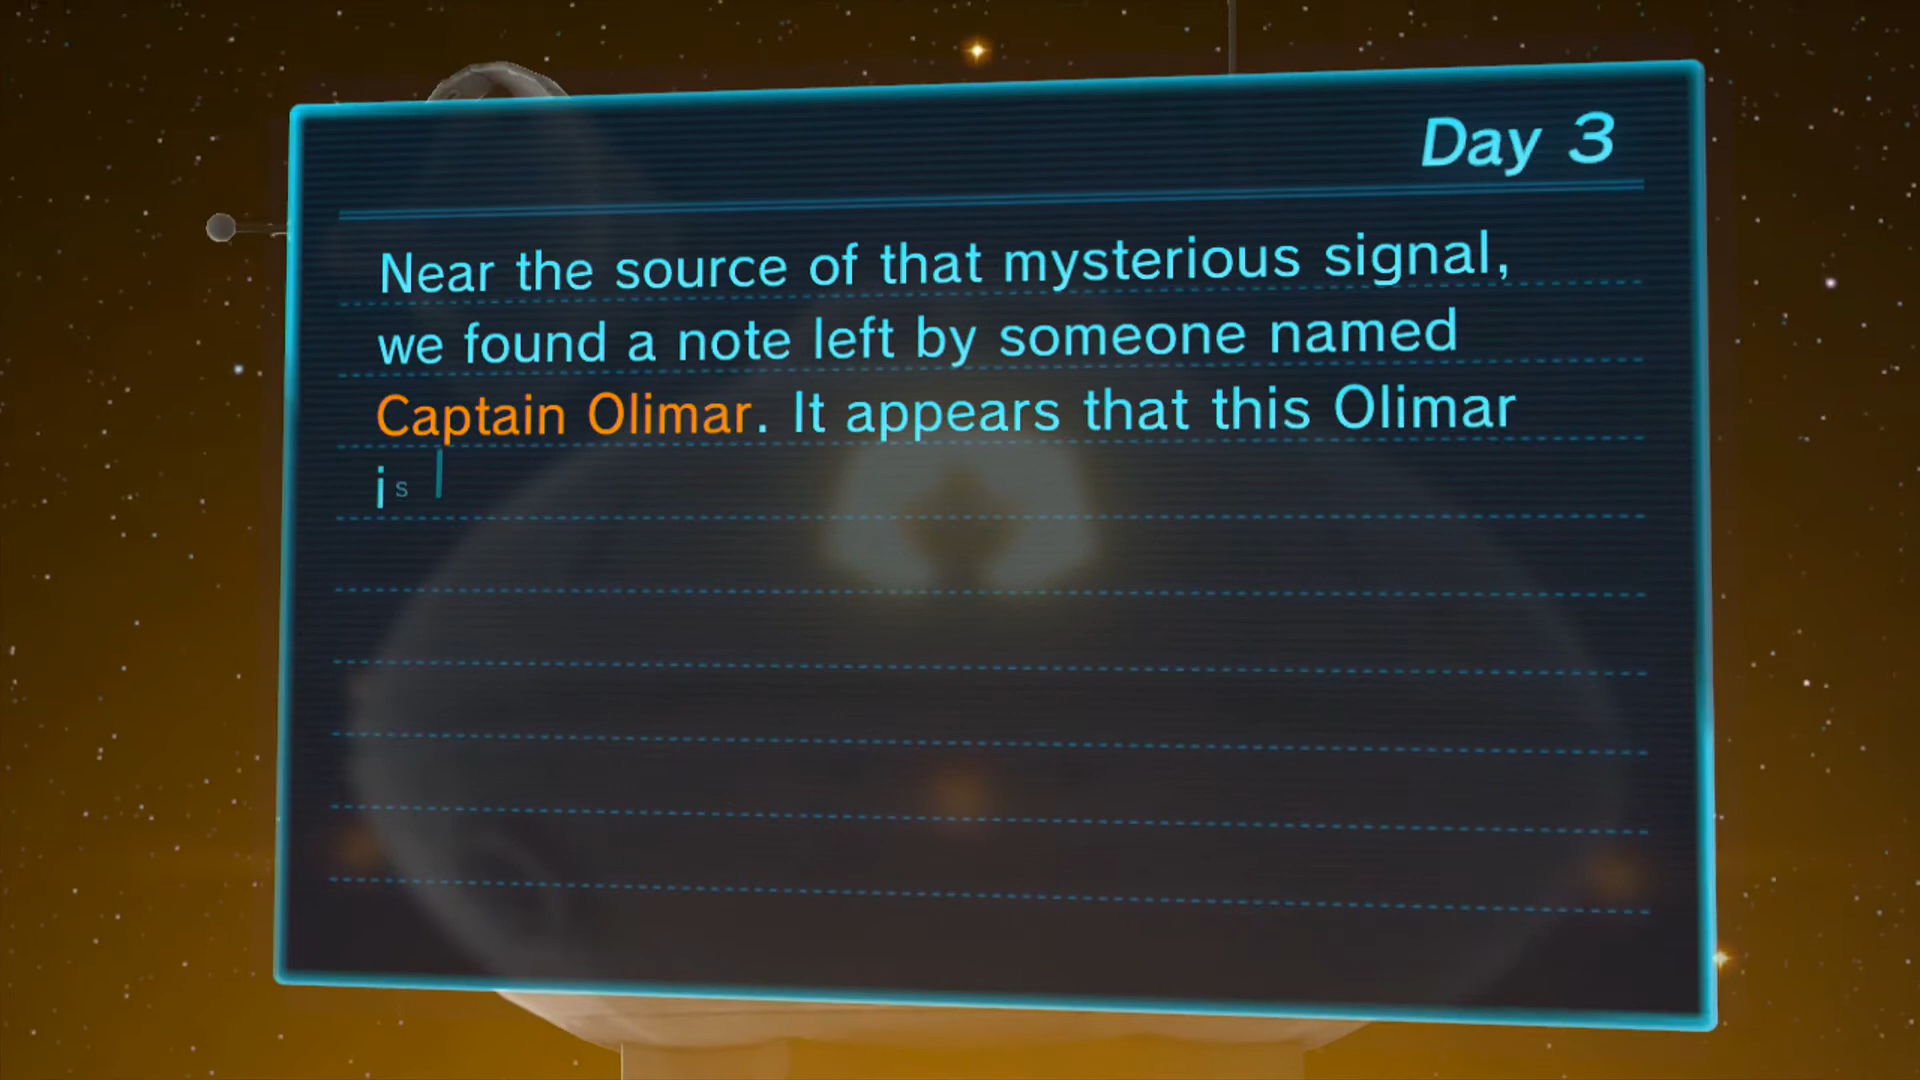 Day 3
Near the source of that mysterious signal,
we found a note left by someone named
Captain Olimar. It appears that this Olimar
is